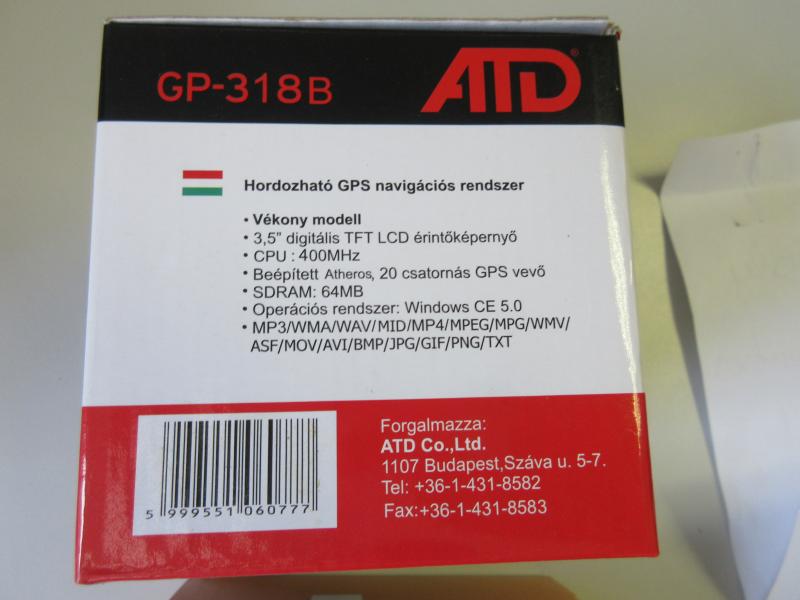 GP-318B
ATD®
Hordozható GPS navigációs rendszer
• Vékony modell
• 3,5" digitális TFT LCD érintőképernyő
• CPU : 400MHz
• Beépített Atheros, 20 csatornás GPS vevő
• SDRAM: 64MB
• Operációs rendszer: Windows CE 5.0
• MP3/WMA/WAV/MID/MP4/MPEG/MPG/WMV/
ASF/MOV/AVI/BMP/JPG/GIF/PNG/TXT
Forgalmazza:
ATD Co.,Ltd.
1107 Budapest,Száva u. 5-7.
Tel: +36-1-431-8582
Fax:+36-1-431-8583
5 999551 060777